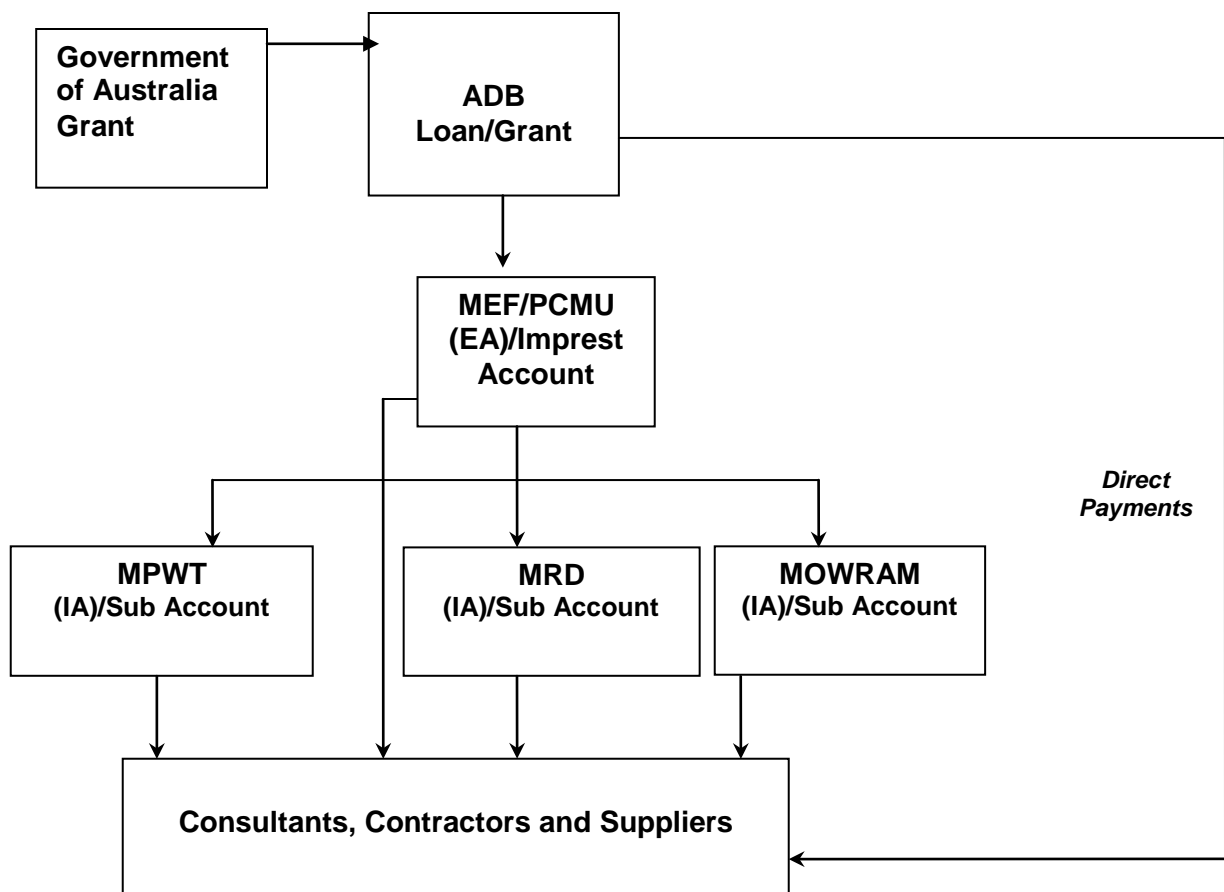 Government
of Australia
Grant
ADB
Loan/Grant
MEF/PCMU
(EA)/Imprest
Account
Direct
Payments
MPWT
(IA)/Sub Account
MRD
(IA)/Sub Account
MOWRAM
(IA)/Sub Account
Consultants, Contractors and Suppliers